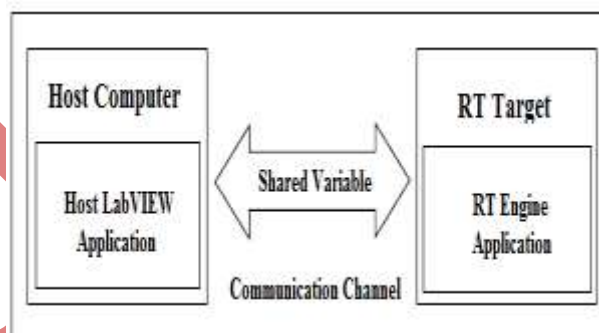 Host Computer
Host LabVIEW
Application
Shared Variable
Communication Channel
RT Target
RT Engine
Application